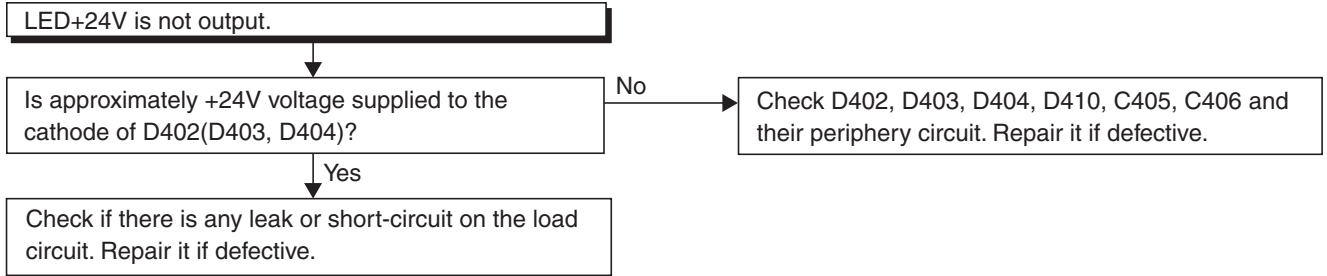 LED+24V is not output.
Is approximately +24V voltage supplied to the
cathode of D402(D403, D404)?
No
Check D402, D403, D404, D410, C405, C406 and
their periphery circuit. Repair it if defective.
Yes
Check if there is any leak or short-circuit on the load
circuit. Repair it if defective.